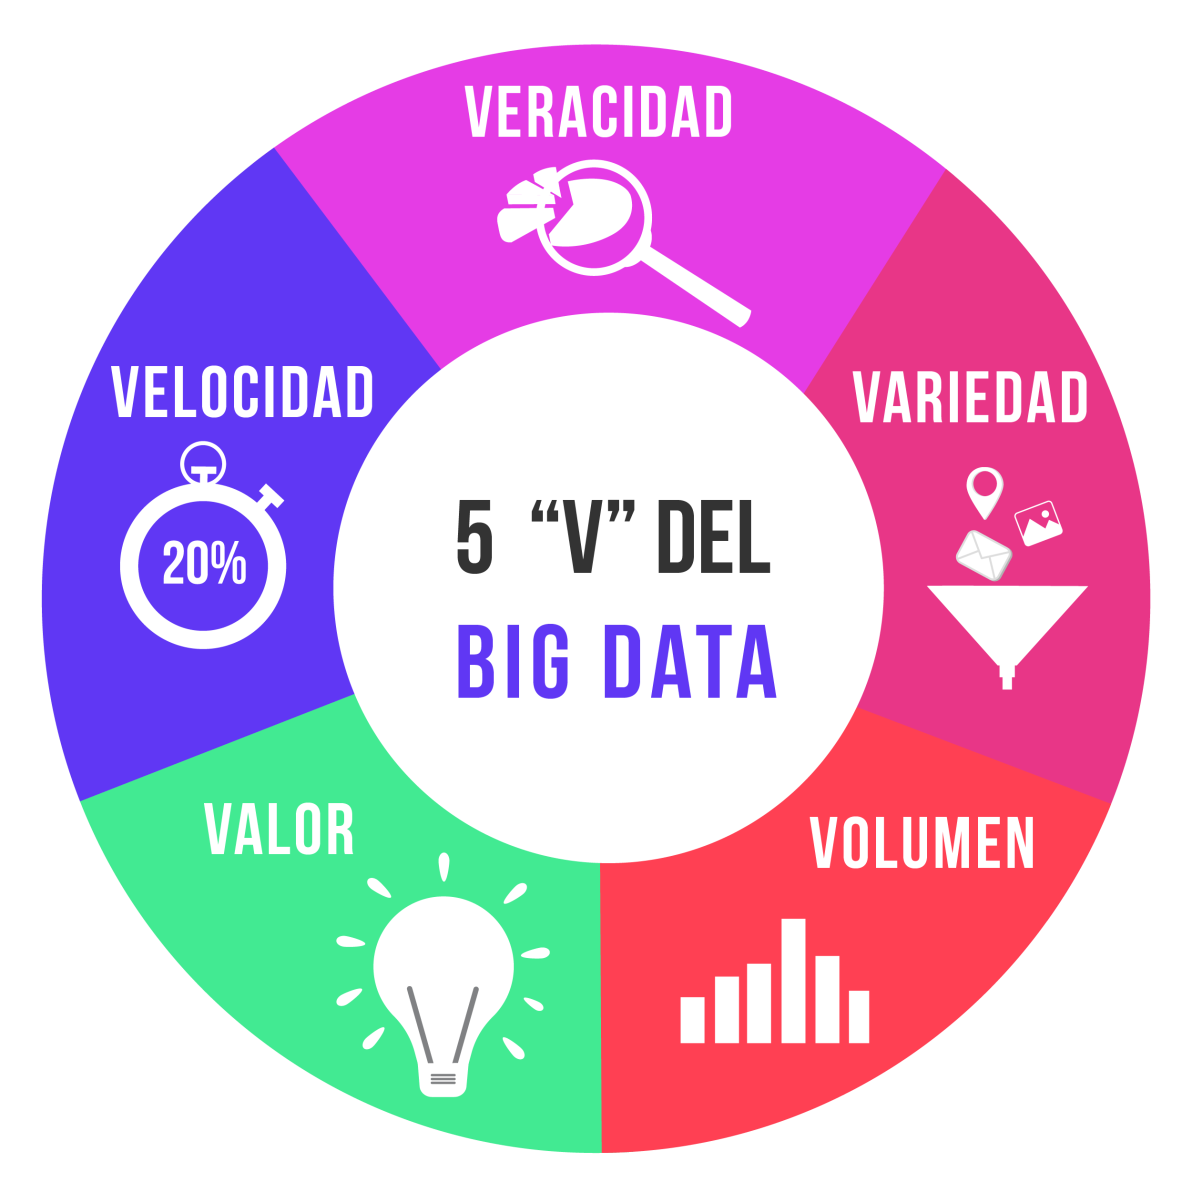 VERACIDAD
VELOCIDAD
VARIEDAD
20%
5 “V” DEL
BIG DATA
VALOR
VOLUMEN